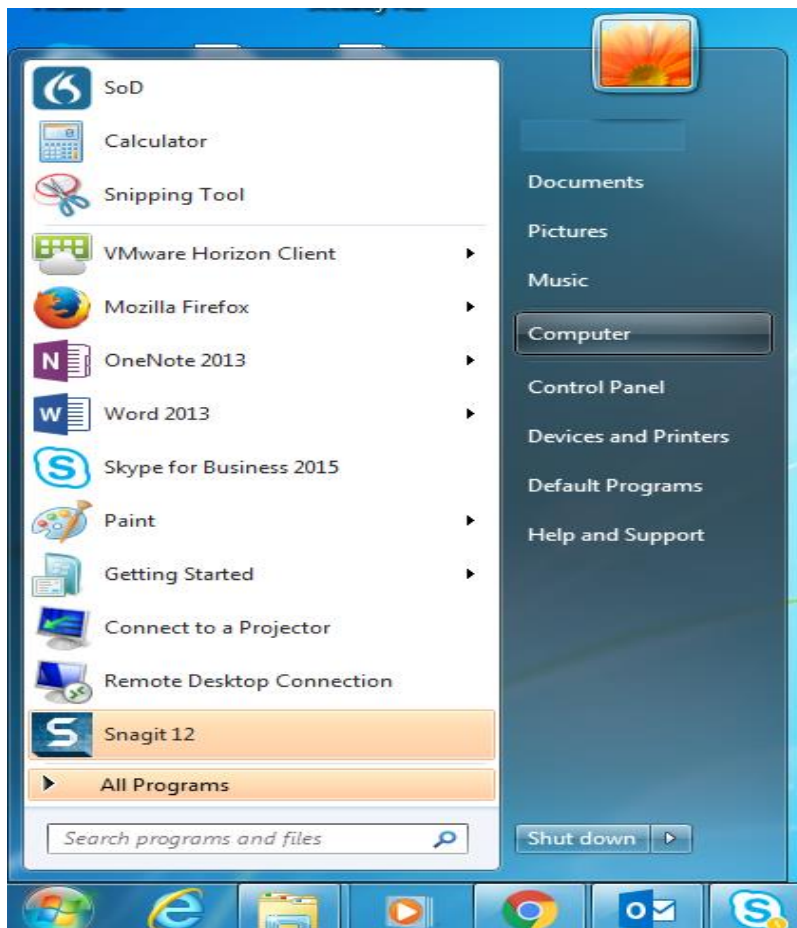 SoD
Calculator
Snipping Tool
VMware Horizon Client
Mozilla Firefox
OneNote 2013
Word 2013
Skype for Business 2015
Paint
Getting Started
Connect to a Projector
Remote Desktop Connection
Snagit 12
All Programs
Search programs and files
Documents
Pictures
Music
Computer
Control Panel
Devices and Printers
Default Programs
Help and Support
Shut down